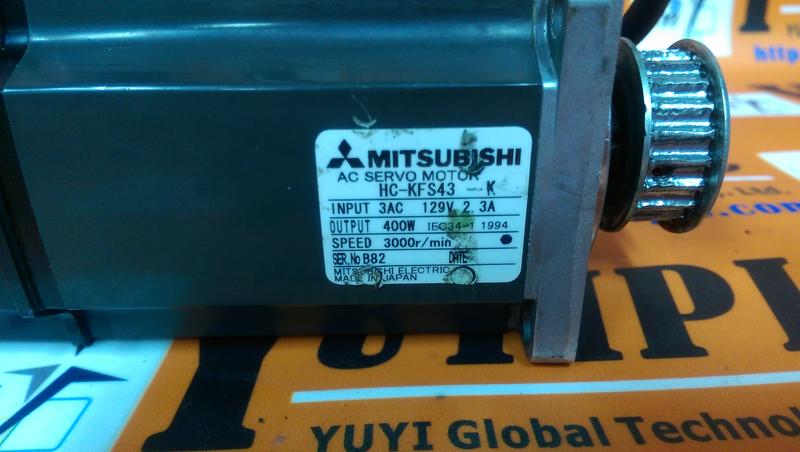 MITSUBISHI
AC SERVO MOTOR
HC-KFS43 K
INPUT 3AC 129V 2.3A
OUTPUT 400W IEC34-1 1994
SPEED 3000r/min
SER.No B82 DATE
MITSUBISHI ELECTRIC
MADE IN JAPAN
YUYI Global Technolo